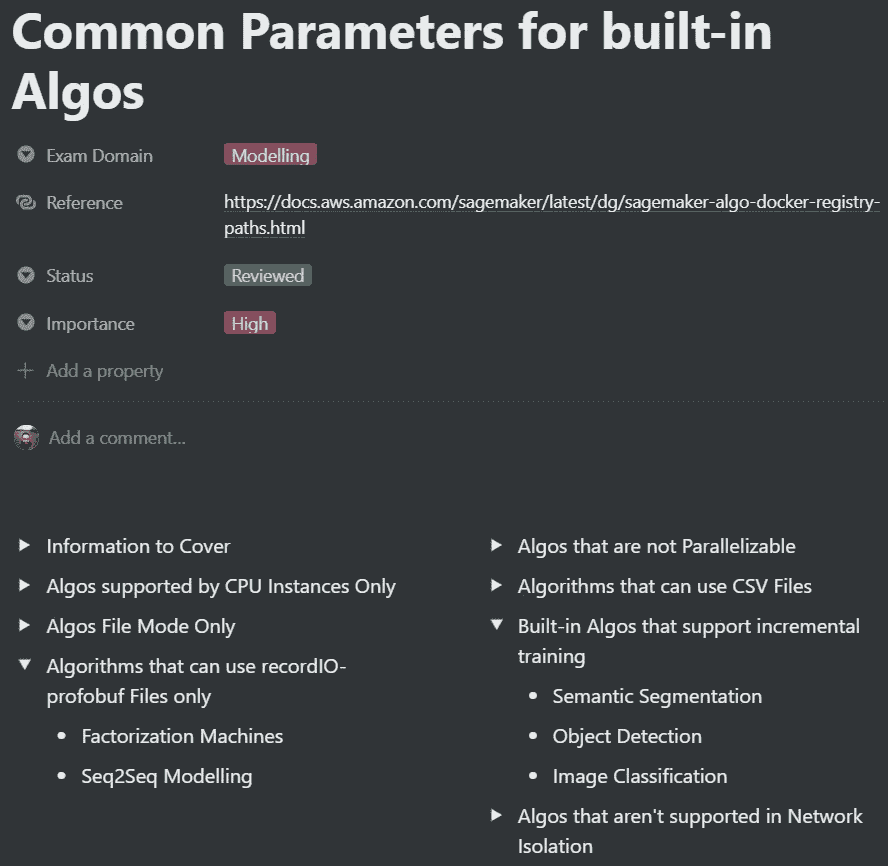 Common Parameters for built-in
Algos
Exam Domain
Modelling
Reference
https://docs.aws.amazon.com/sagemaker/latest/dg/sagemaker-algo-docker-registry-
paths.html
Status
Reviewed
Importance
High
Add a property
Add a comment...
Information to Cover
Algos supported by CPU Instances Only
Algos File Mode Only
Algorithms that can use recordIO-
profobuf Files only
Factorization Machines
Seq2Seq Modelling
Algos that are not Parallelizable
Algorithms that can use CSV Files
Built-in Algos that support incremental
training
Semantic Segmentation
Object Detection
Image Classification
Algos that aren't supported in Network
Isolation